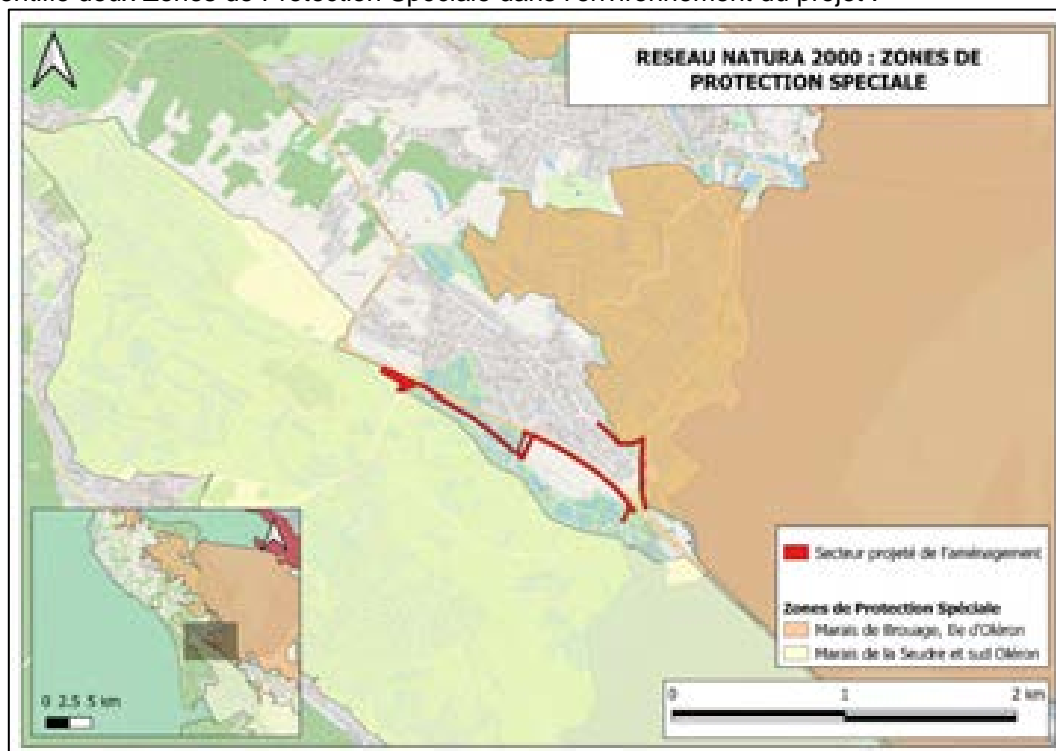 entifié deux Zones de Protection Spéciale dans l'environnement du projet :
RESEAU NATURA 2000 : ZONES DE
PROTECTION SPECIALE
Secteur projeté de l'aménagement
Zones de Protection Spéciale
Marais de Brouage, Ile d'Oléron
Marais de la Seudre et sud Oléron
0 2.5 5 km
0 1 2 km